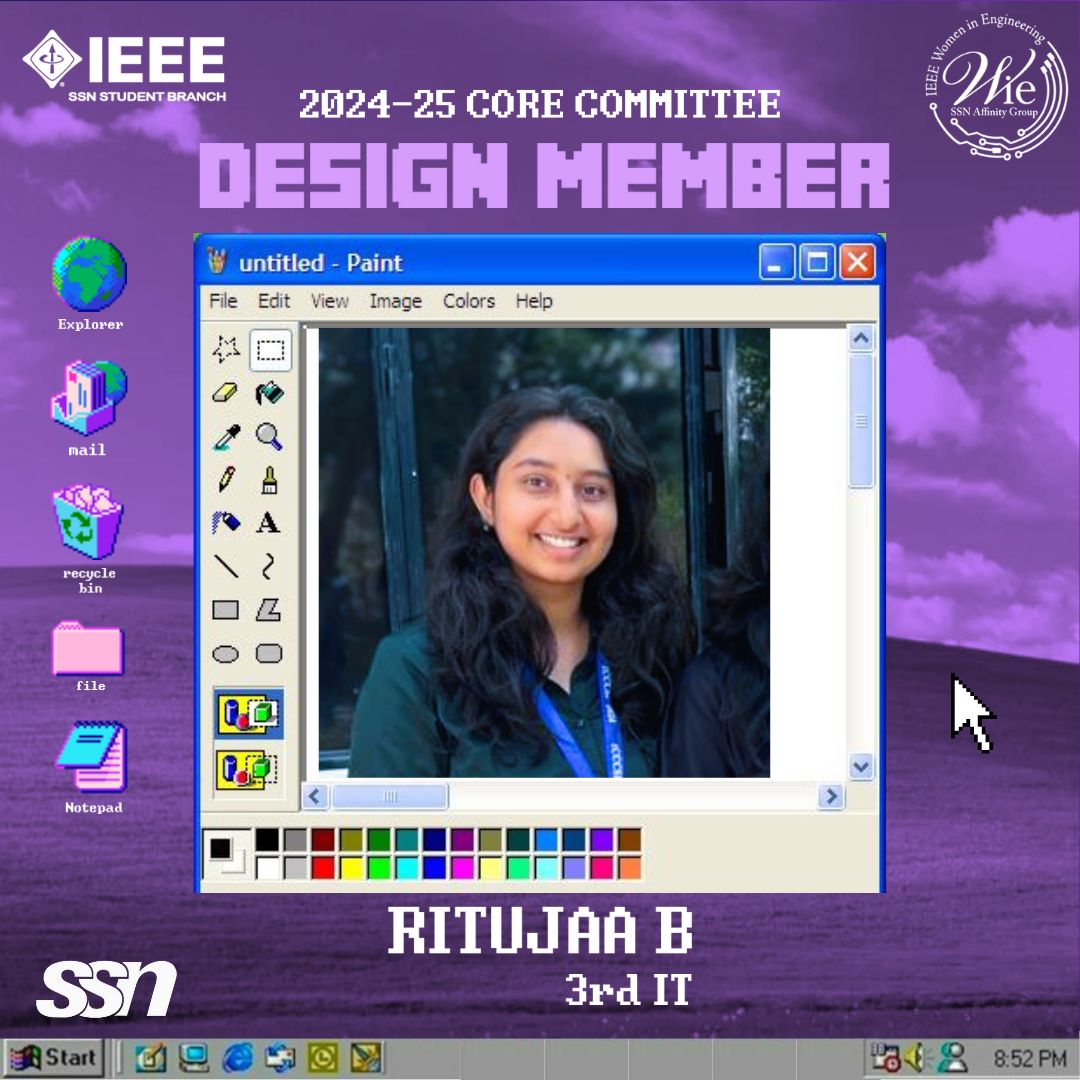 IEEE
SSN STUDENT BRANCH
IEEE Women in Engineering
WiE
SSN Affinity Group
2024-25 CORE COMMITTEE
DESIGN MEMBER
untitled - Paint
File Edit View Image Colors Help
Explorer
mail
recycle
bin
file
Notepad
A
RITUJAA B
3rd IT
ssn
Start
8:52 PM